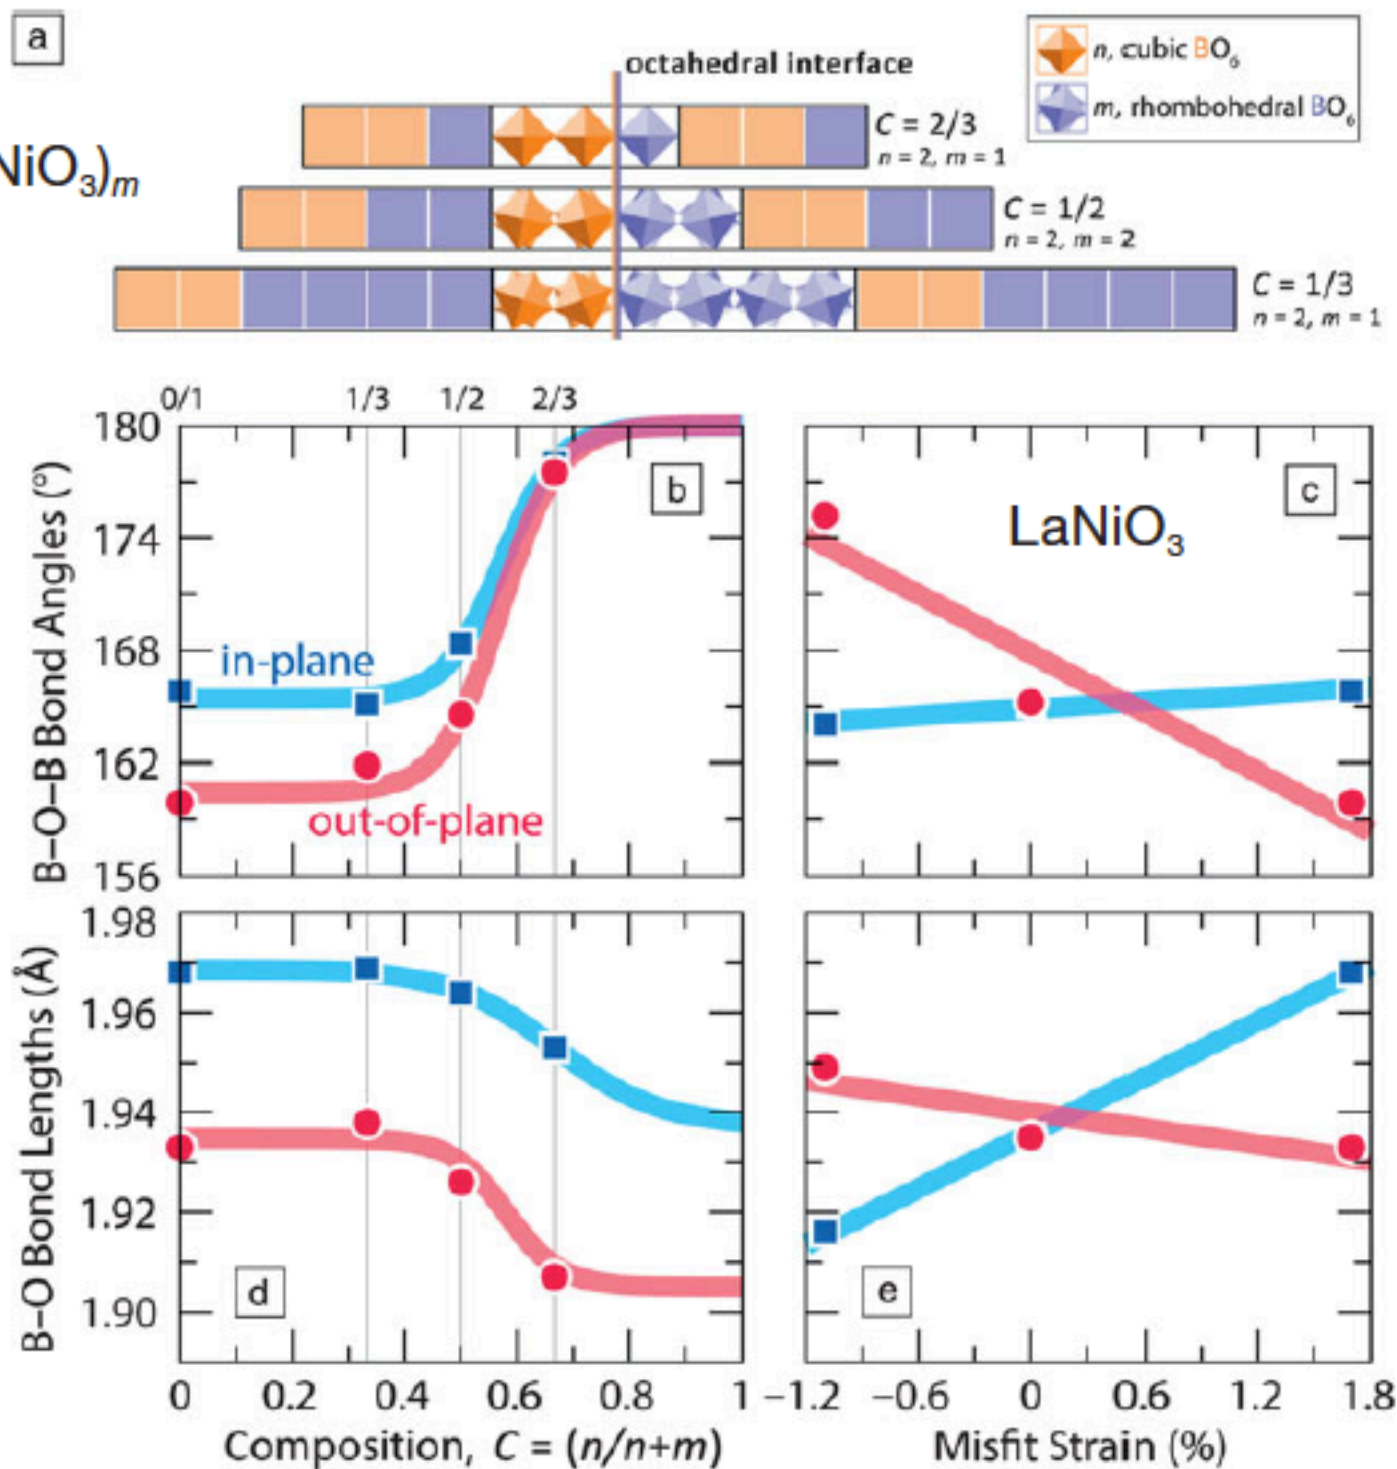 a
octahedral interface
n, cubic BO6
m, rhombohedral BO6
NiO3)m
C = 2/3
n = 2, m = 1
C = 1/2
n = 2, m = 2
C = 1/3
n = 2, m = 1
0/1 1/3 1/2 2/3
B–O–B Bond Angles (°)
180
174
168
162
156
b
in-plane
out-of-plane
c
LaNiO3
B–O Bond Lengths (Å)
1.98
1.96
1.94
1.92
1.90
d
e
0 0.2 0.4 0.6 0.8 1
Composition, C = (n/n+m)
−1.2 −0.6 0 0.6 1.2 1.8
Misfit Strain (%)